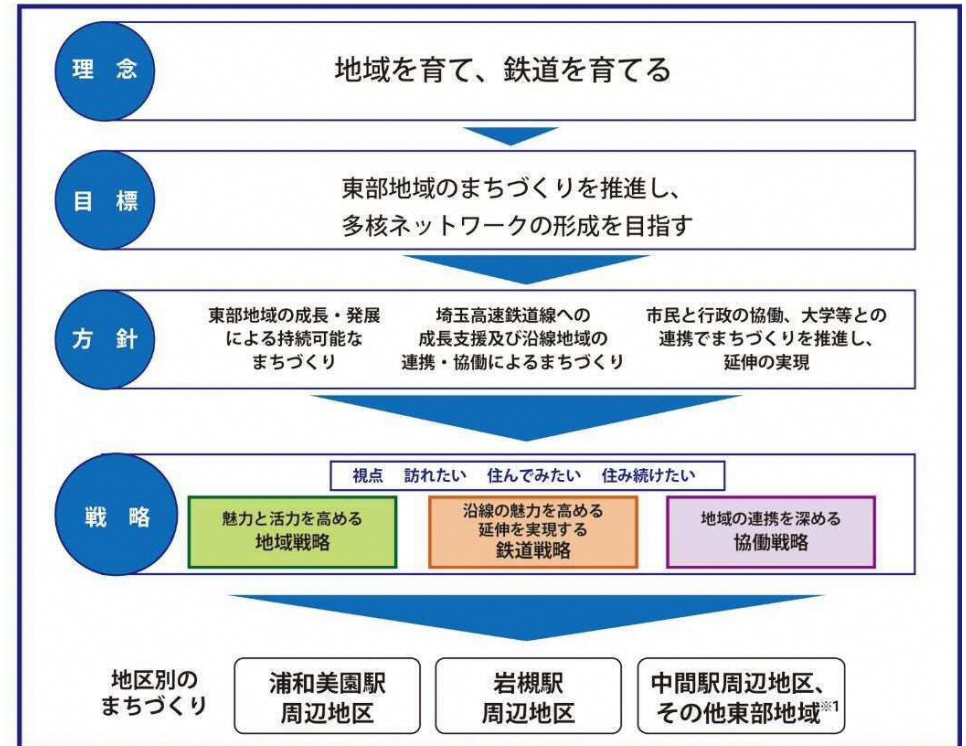 理 念
地域を育て、鉄道を育てる
目 標
東部地域のまちづくりを推進し、
多核ネットワークの形成を目指す
方 針
東部地域の成長・発展
による持続可能な
まちづくり
埼玉高速鉄道線への
成長支援及び沿線地域の
連携・協働によるまちづくり
市民と行政の協働、大学等との
連携でまちづくりを推進し、
延伸の実現
戦 略
視点 訪れたい 住んでみたい 住み続けたい
魅力と活力を高める
地域戦略
沿線の魅力を高める
延伸を実現する
鉄道戦略
地域の連携を深める
協働戦略
地区別の
まちづくり
浦和美園駅
周辺地区
岩槻駅
周辺地区
中間駅周辺地区、
その他東部地域※1